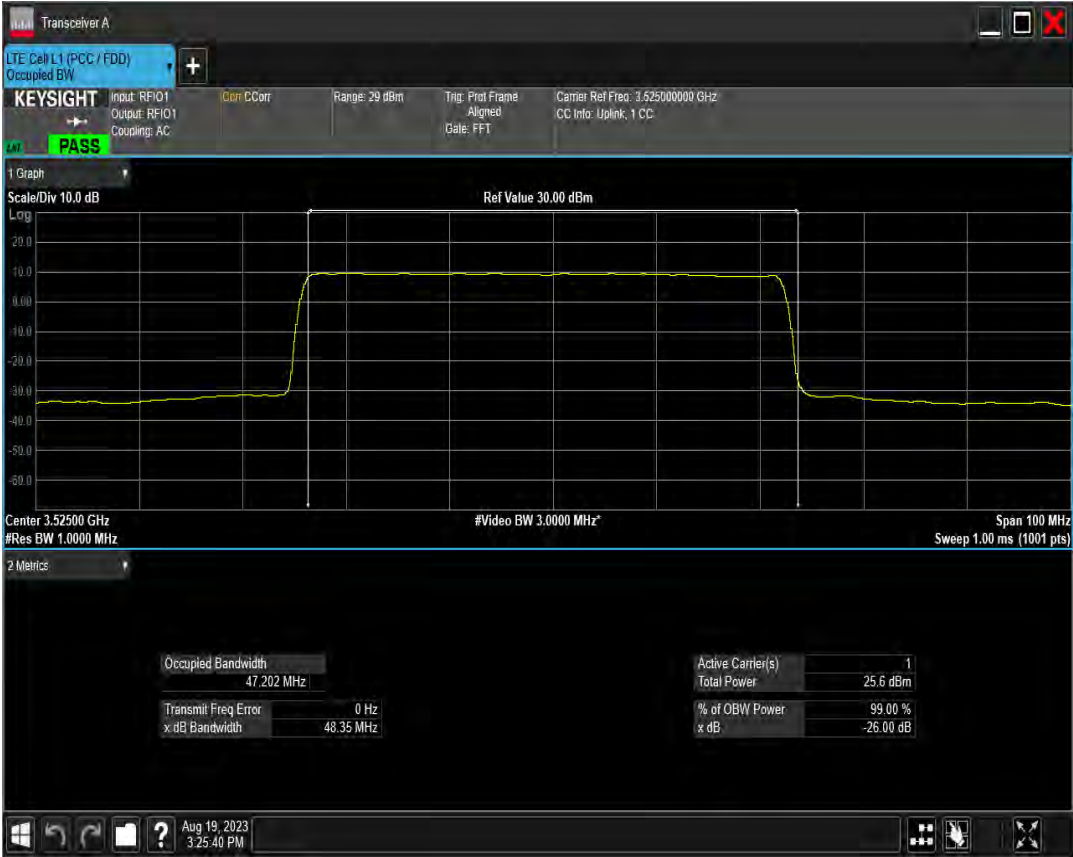 Transceiver A
LTE Cell L1 (PCC / FDD)
Occupied BW
+
KEYSIGHT
PASS
Input: RFIO1
Output: RFIO1
Coupling: AC
Corr CCorr
Range: 29 dBm
Trig: Prdt Frame
Aligned
Gate: FFT
Carrier Ref Freq: 3.525000000 GHz
CC Info: Uplink, 1 CC
1 Graph
Scale/Div 10.0 dB
Ref Value 30.00 dBm
Log
20.0
10.0
0.00
-10.0
-20.0
-30.0
-40.0
-50.0
-60.0
Center 3.52500 GHz
#Video BW 3.0000 MHz*
Span 100 MHz
#Res BW 1.0000 MHz
Sweep 1.00 ms (1001 pts)
2 Metrics
Occupied Bandwidth
47.202 MHz
Transmit Freq Error 0 Hz
x dB Bandwidth 48.35 MHz
Active Carrier(s) 1
Total Power 25.6 dBm
% of OBW Power 99.00 %
x dB -26.00 dB
?
Aug 19, 2023
3:25:40 PM